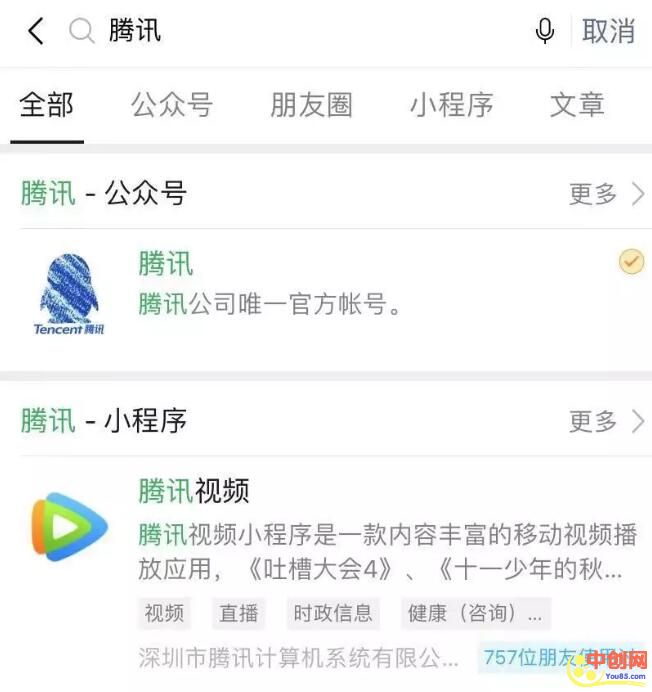 腾讯
取消
全部 公众号 朋友圈 小程序 文章
腾讯 - 公众号 更多
腾讯
腾讯公司唯一官方帐号。
Tencent 腾讯
腾讯 - 小程序 更多
腾讯视频
腾讯视频小程序是一款内容丰富的移动视频播
放应用，《吐槽大会4》、《十一少年的秋...
视频 直播 时政信息 健康（咨询）...
深圳市腾讯计算机系统有限公... 757位朋友使用过
中创网
You85.com